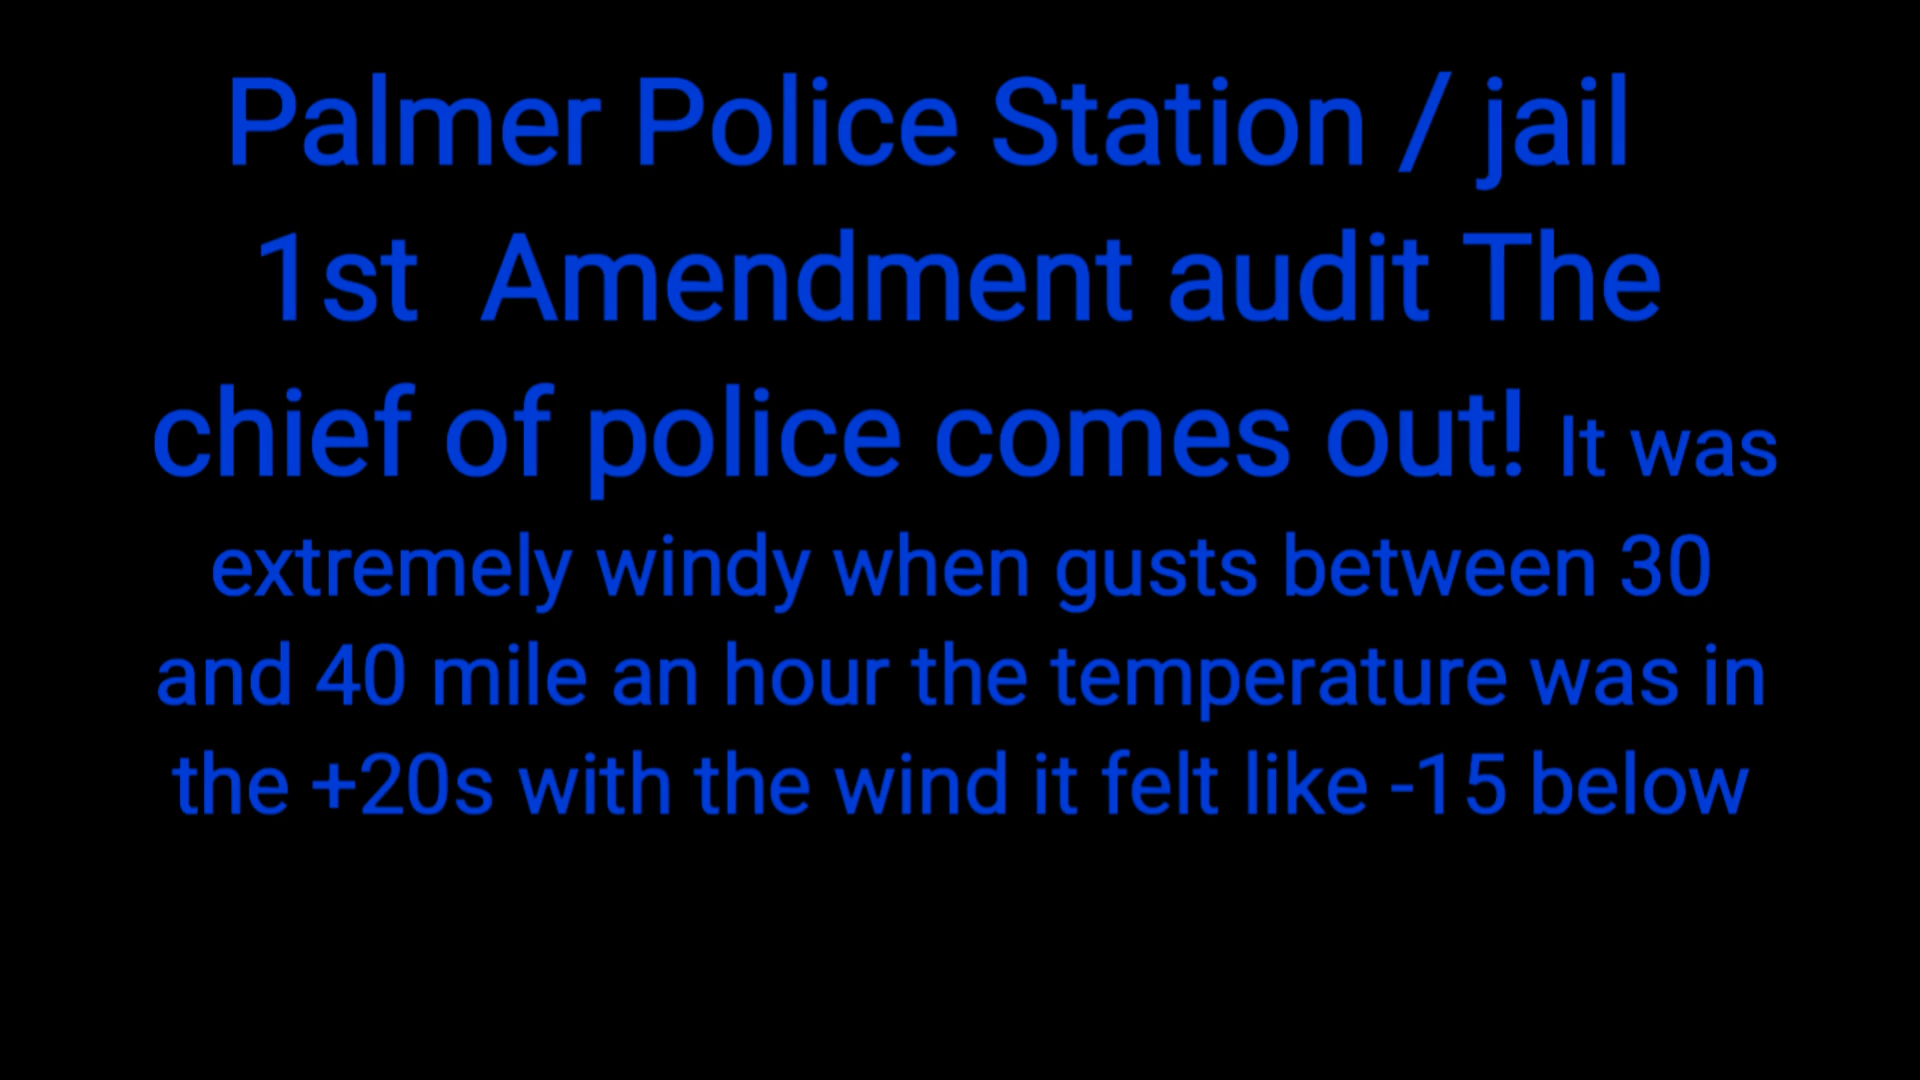 Palmer Police Station / jail
1st  Amendment audit The
chief of police comes out! It was
extremely windy when gusts between 30
and 40 mile an hour the temperature was in
the +20s with the wind it felt like -15 below